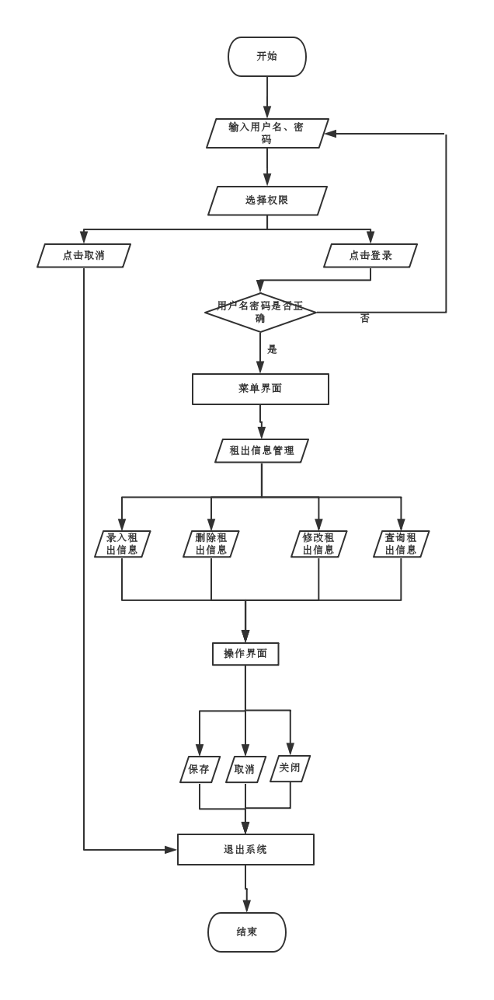 开始
输入用户名、密
码
选择权限
点击取消
点击登录
用户名密码是否正
确
否
是
菜单界面
租出信息管理
录入租
出信息
删除租
出信息
修改租
出信息
查询租
出信息
操作界面
保存
取消
关闭
退出系统
结束